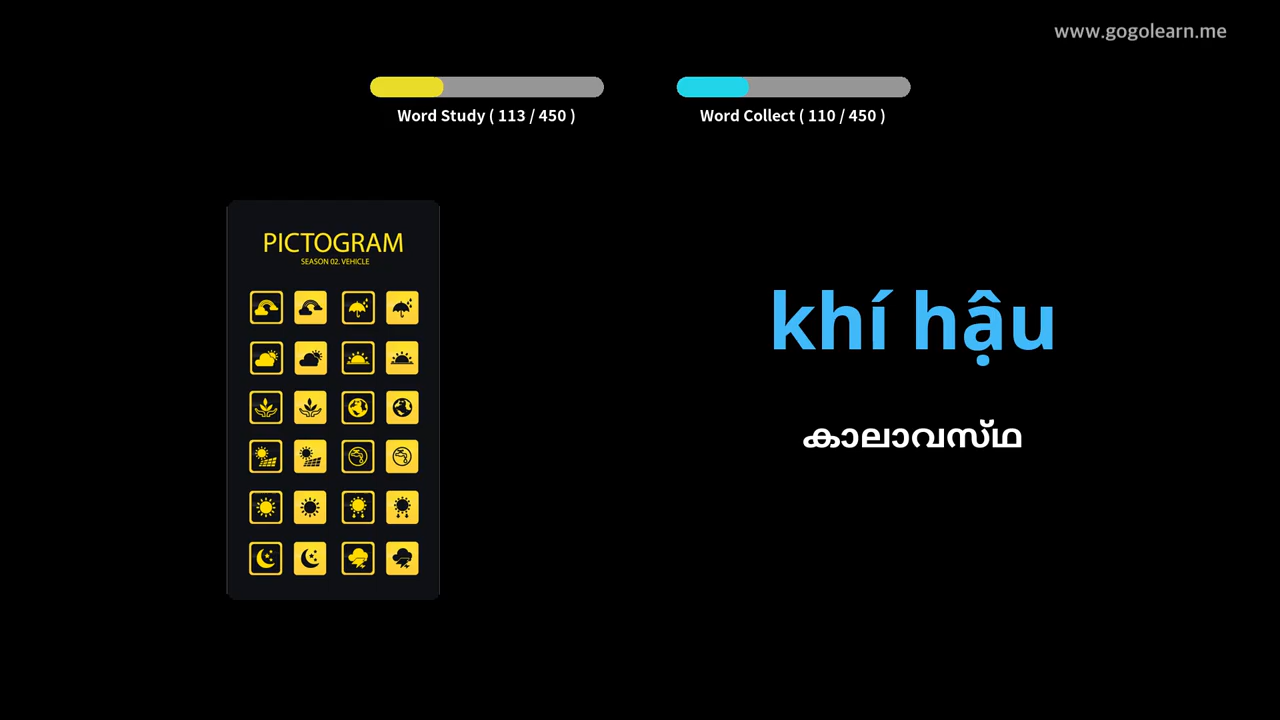 www.gogolearn.me
Word Study ( 113 / 450 )
Word Collect ( 110 / 450 )
PICTOGRAM
SEASON 02. VEHICLE
khí hậu
കാലാവസ്ഥ